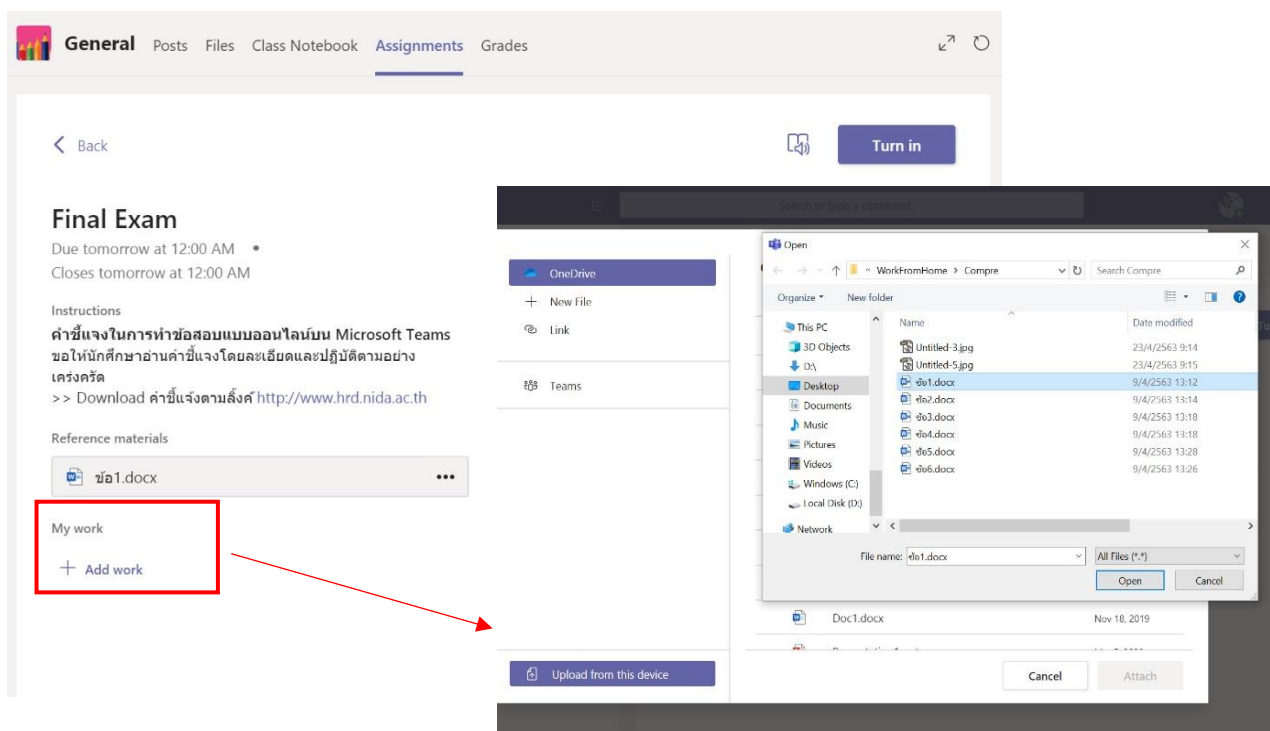 General Posts Files Class Notebook Assignments Grades
Back
Turn in
Final Exam
Due tomorrow at 12:00 AM •
Closes tomorrow at 12:00 AM
Instructions
คำชี้แจงในการทำข้อสอบแบบออนไลน์บน Microsoft Teams
ขอให้นักศึกษาอ่านคำชี้แจงโดยละเอียดและปฏิบัติตามอย่าง
เคร่งครัด
>> Download คำชี้แจ้งตามลิ้งค์ http://www.hrd.nida.ac.th
Reference materials
ข้อ1.docx
My work
+ Add work
Search or type a command
OneDrive
+ New File
Link
Teams
Upload from this device
Open
« WorkFromHome > Compre
Search Compre
Organize
New folder
This PC
3D Objects
D:\
Desktop
Documents
Music
Pictures
Videos
Windows (C:)
Local Disk (D:)
Network
Name Date modified
Untitled-3.jpg 23/4/2563 9:14
Untitled-5.jpg 23/4/2563 9:15
ข้อ1.docx 9/4/2563 13:12
ข้อ2.docx 9/4/2563 13:14
ข้อ3.docx 9/4/2563 13:18
ข้อ4.docx 9/4/2563 13:18
ข้อ5.docx 9/4/2563 13:28
ข้อ6.docx 9/4/2563 13:26
File name: ข้อ1.docx
All Files (*.*)
Open Cancel
Doc1.docx Nov 18, 2019
Cancel Attach